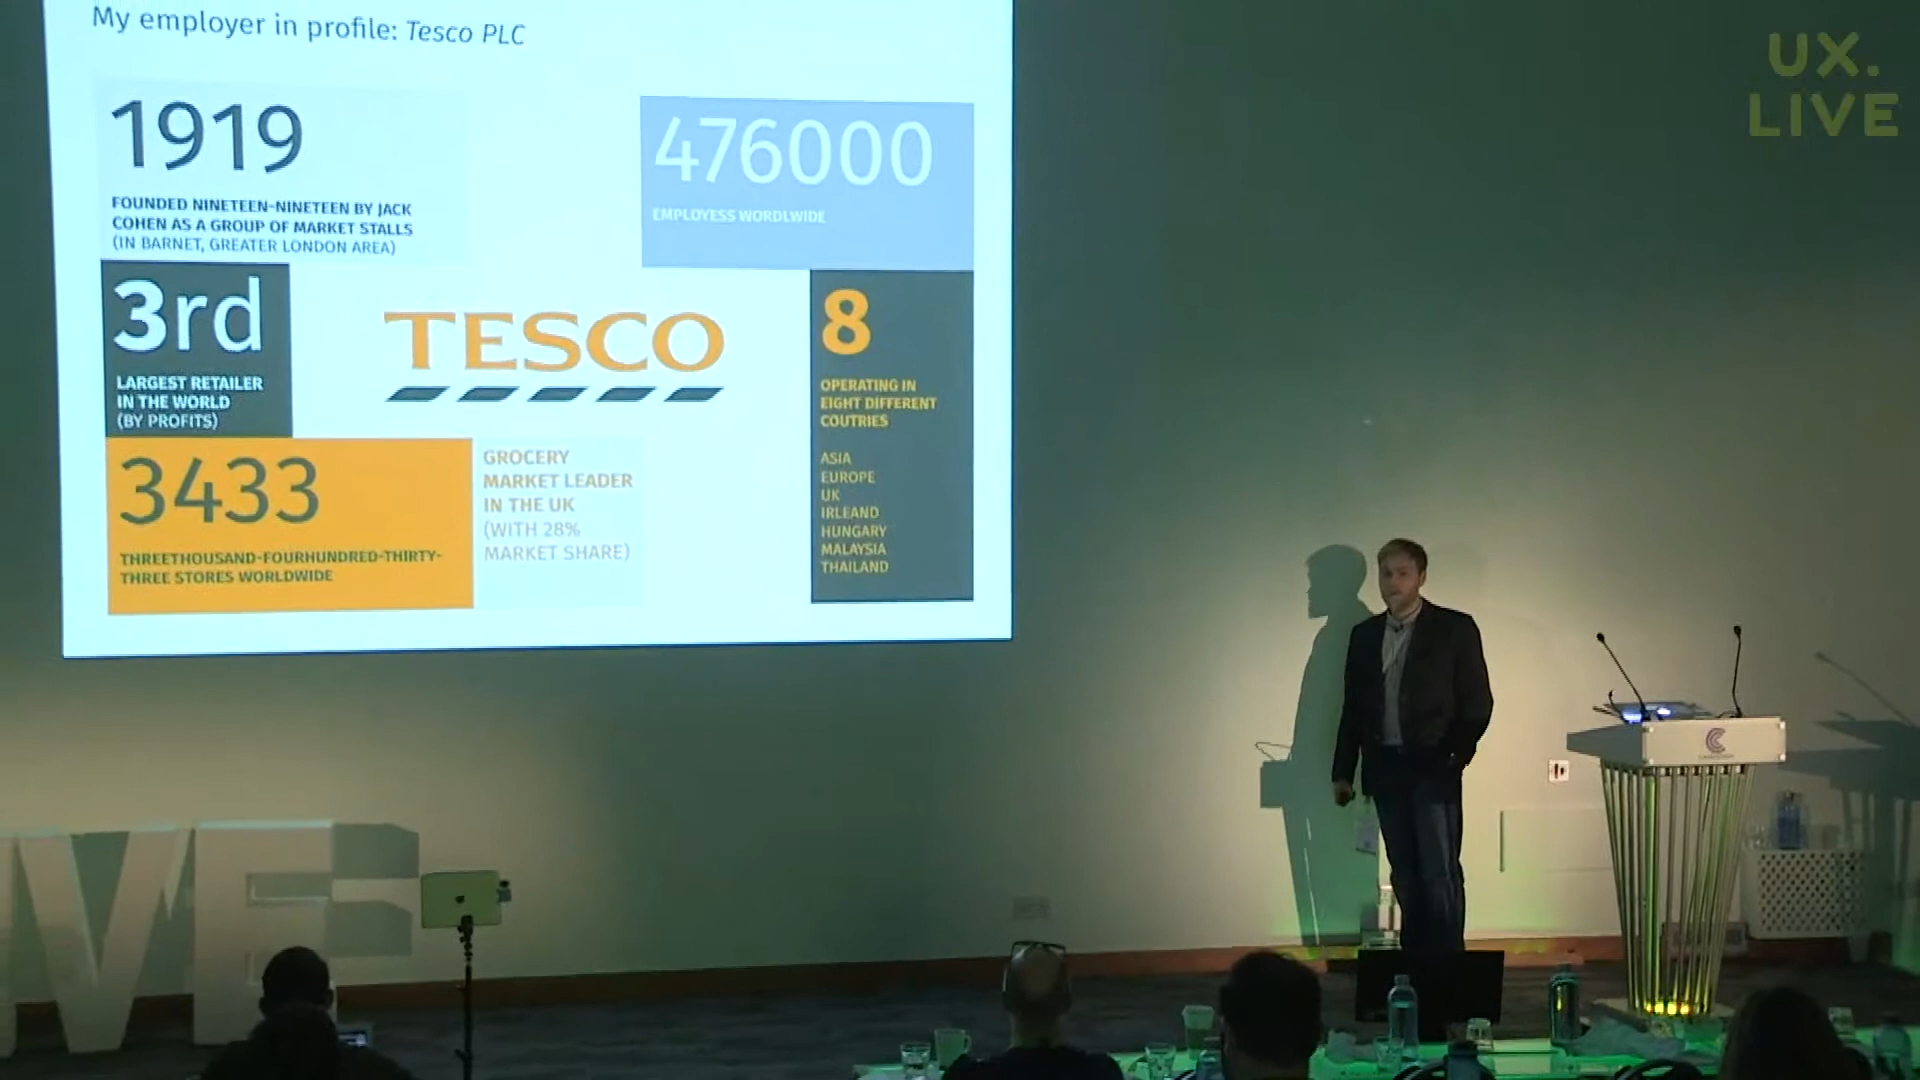 My employer in profile: Tesco PLC
1919
FOUNDED NINETEEN-NINETEEN BY JACK
COHEN AS A GROUP OF MARKET STALLS
(IN BARNET, GREATER LONDON AREA)
476000
EMPLOYESS WORDLWIDE
3rd
LARGEST RETAILER
IN THE WORLD
(BY PROFITS)
TESCO
8
OPERATING IN
EIGHT DIFFERENT
COUTRIES
ASIA
EUROPE
UK
IRLEAND
HUNGARY
MALAYSIA
THAILAND
3433
THREETHOUSAND-FOURHUNDRED-THIRTY-
THREE STORES WORLDWIDE
GROCERY
MARKET LEADER
IN THE UK
(WITH 28%
MARKET SHARE)
UX.
LIVE
VE